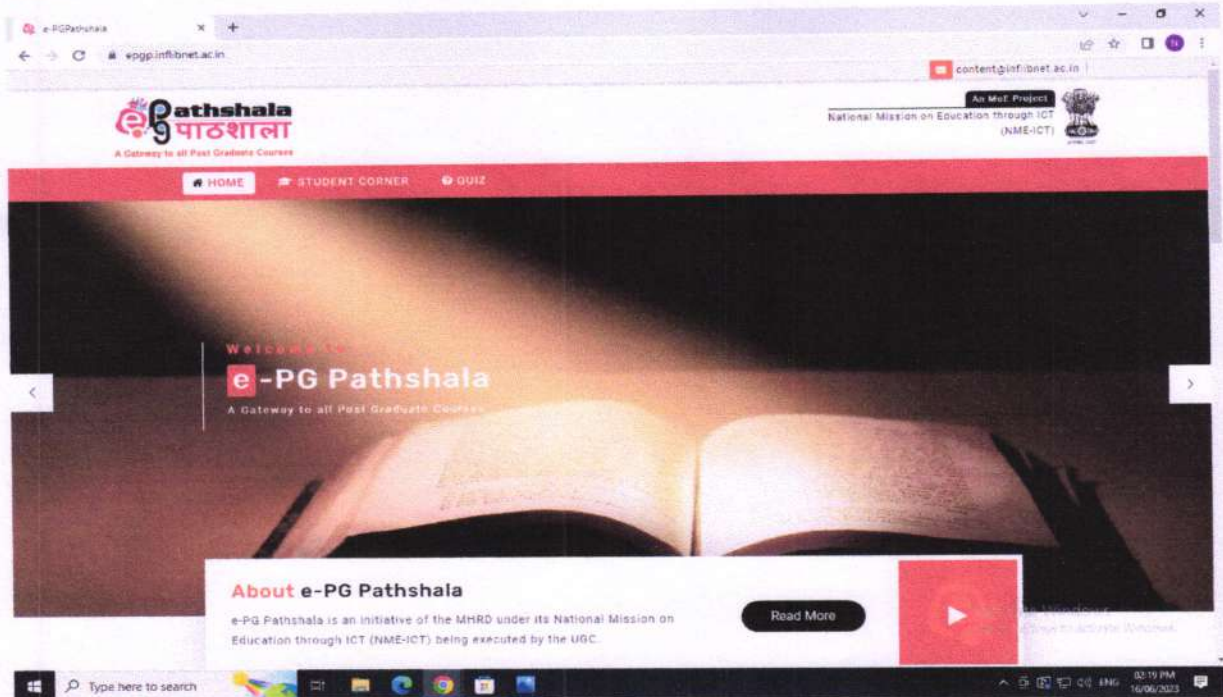 e-PGPathshala
epgp.inflibnet.ac.in
content@inflibnet.ac.in
e Pathshala
पाठशाला
A Gateway to all Post Graduate Courses
An MoE Project
National Mission on Education through ICT
(NME-ICT)
HOME
STUDENT CORNER
QUIZ
Welcome to
e-PG Pathshala
A Gateway to all Post Graduate Courses
About e-PG Pathshala
e-PG Pathshala is an initiative of the MHRD under its National Mission on
Education through ICT (NME-ICT) being executed by the UGC.
Read More
Type here to search
ENG
02:19 PM
16/06/2023